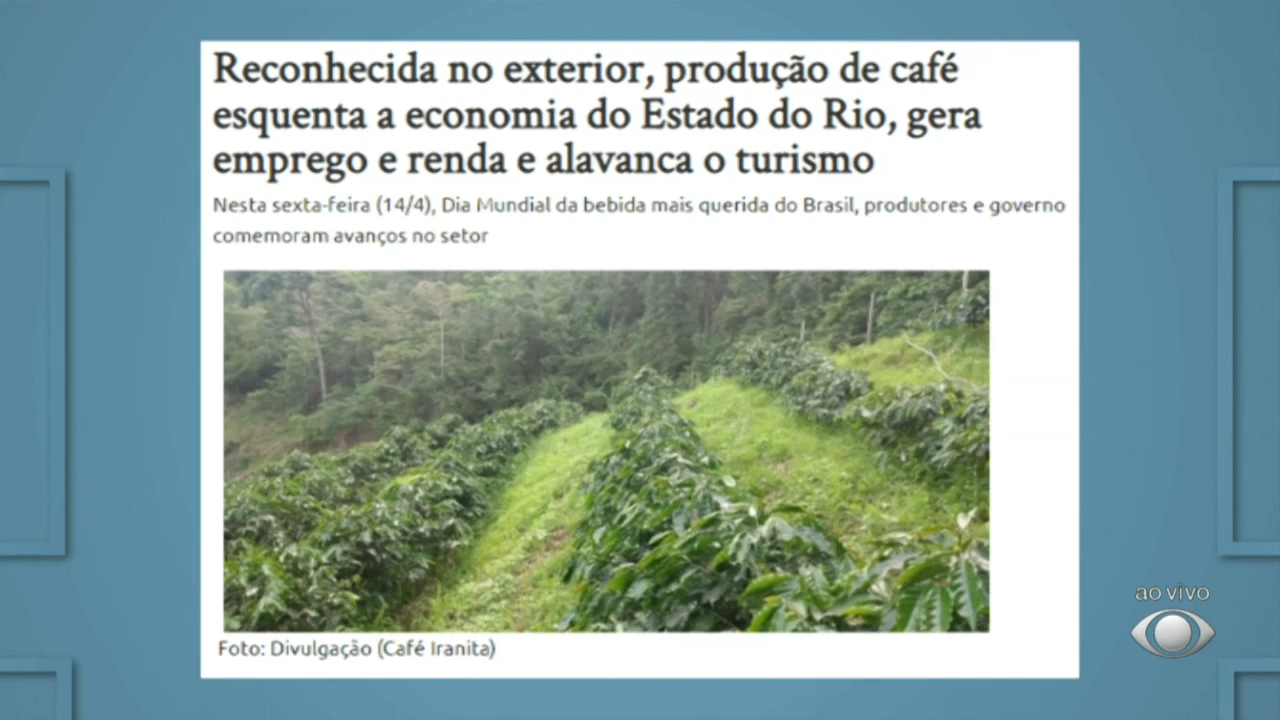 Reconhecida no exterior, produção de café
esquenta a economia do Estado do Rio, gera
emprego e renda e alavanca o turismo
Nesta sexta-feira (14/4), Dia Mundial da bebida mais querida do Brasil, produtores e governo
comemoram avanços no setor
ao vivo
Foto: Divulgação (Café Iranita)